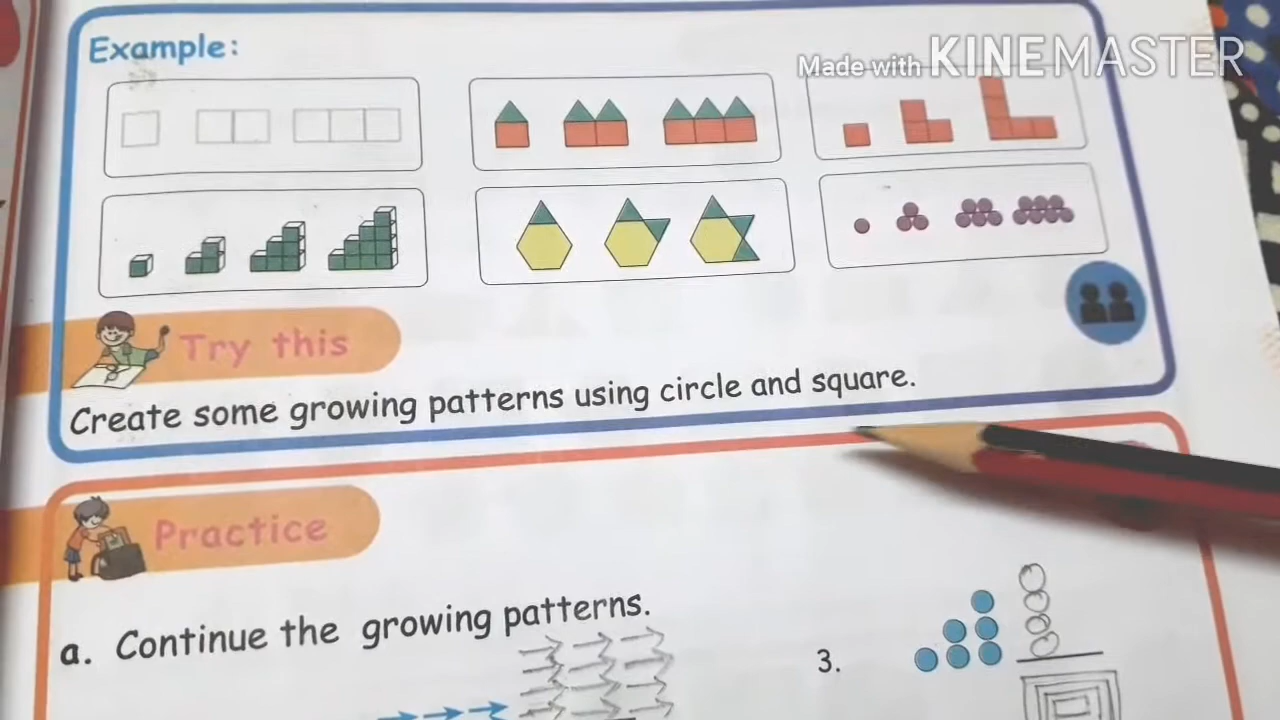 Made with KINEMASTER
Example:
Try this
Create some growing patterns using circle and square.
Practice
a. Continue the growing patterns.
3.